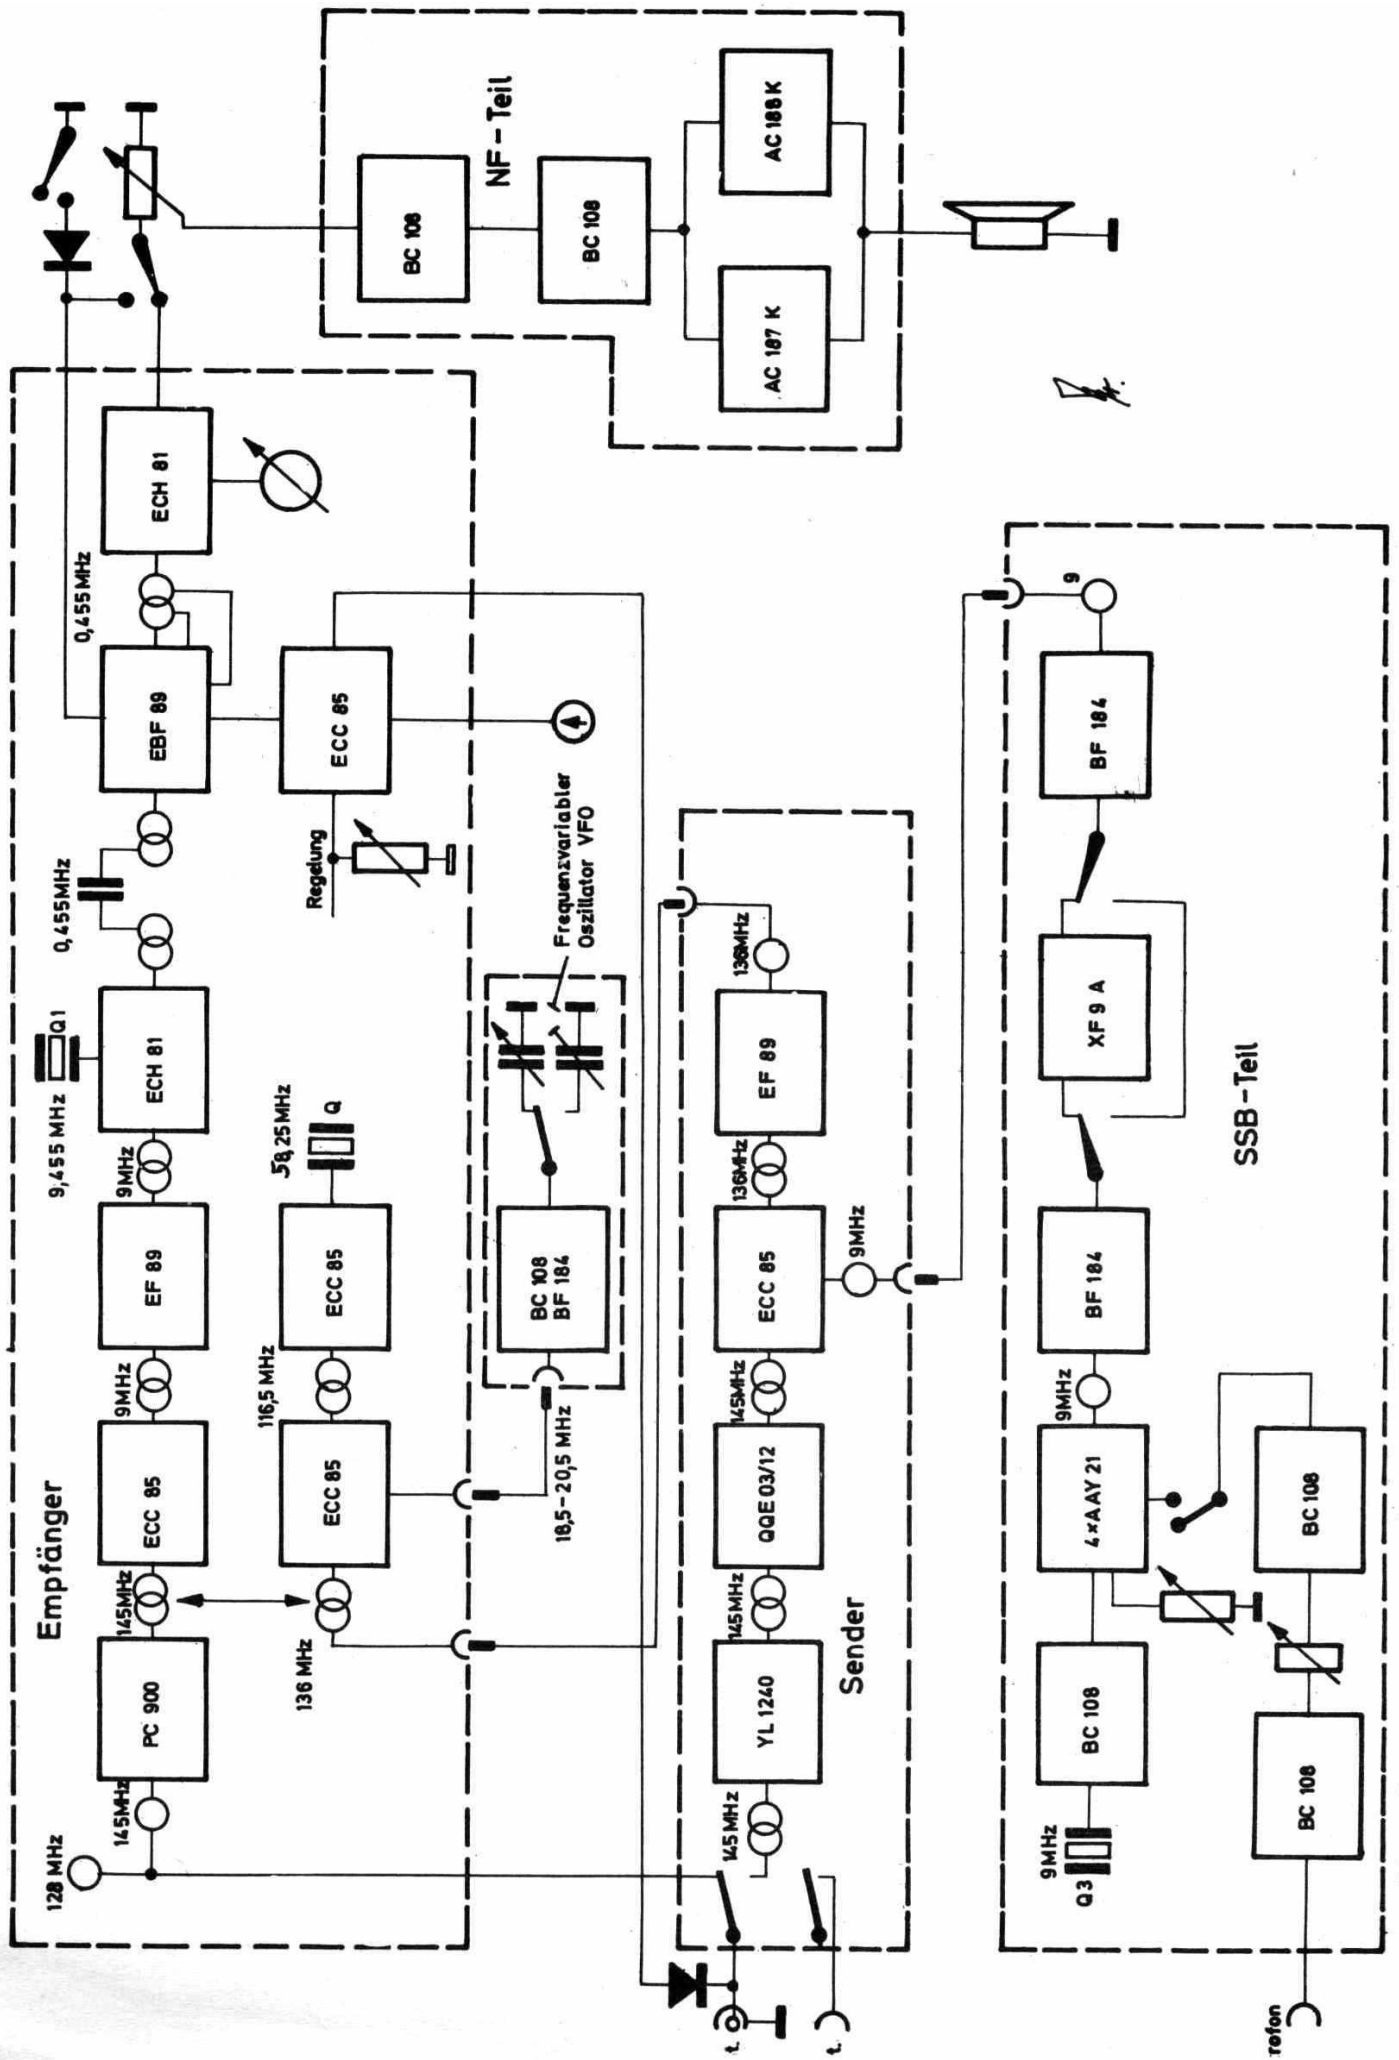 Empfänger
128 MHz
145MHz
PC 900
145MHz
ECC 85
9MHz
EF 89
9MHz
9,455 MHz
Q1
ECH 81
0,455MHz
EBF 89
0,455 MHz
ECH 81
136 MHz
ECC 85
116,5 MHz
ECC 85
58,25 MHz
Q
Regelung
ECC 85
18,5-20,5 MHz
BC 108
BF 184
Frequenzvariabler
Oszillator VFO
NF-Teil
BC 108
BC 108
AC 187 K
AC 188 K
Sender
145 MHz
YL 1240
145MHz
QQE 03/12
145MHz
ECC 85
9MHz
136MHz
EF 89
136MHz
t.
t.
SSB-Teil
9MHz
Q3
BC 108
4×AAY 21
9MHz
BF 184
XF 9 A
BF 184
9
rofon
BC 108
BC 108